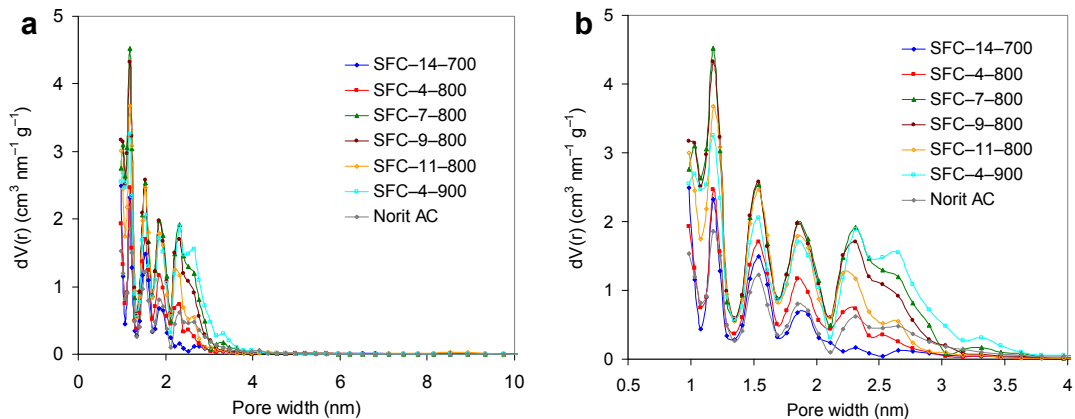 a
dV(r) (cm³ nm⁻¹ g⁻¹)
5
4
3
2
1
0
0 2 4 6 8 10
Pore width (nm)
SFC–14–700
SFC–4–800
SFC–7–800
SFC–9–800
SFC–11–800
SFC–4–900
Norit AC
b
dV(r) (cm³ nm⁻¹ g⁻¹)
5
4
3
2
1
0
0.5 1 1.5 2 2.5 3 3.5 4
Pore width (nm)
SFC–14–700
SFC–4–800
SFC–7–800
SFC–9–800
SFC–11–800
SFC–4–900
Norit AC